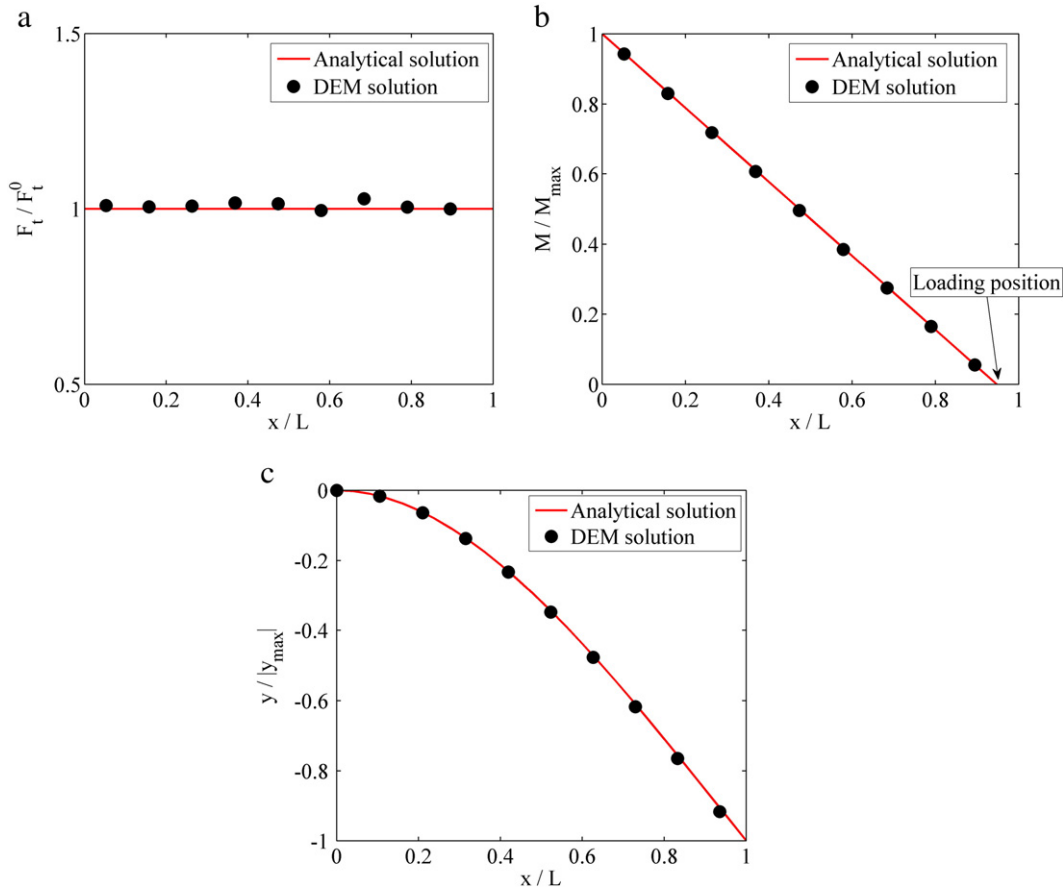 a
1.5
1
0.5
F_t / F_t^0
Analytical solution
DEM solution
0 0.2 0.4 0.6 0.8 1
x / L
b
1
0.8
0.6
0.4
0.2
0
M / M_max
Analytical solution
DEM solution
Loading position
0 0.2 0.4 0.6 0.8 1
x / L
c
0
-0.2
-0.4
-0.6
-0.8
-1
y / |y_max|
Analytical solution
DEM solution
0 0.2 0.4 0.6 0.8 1
x / L